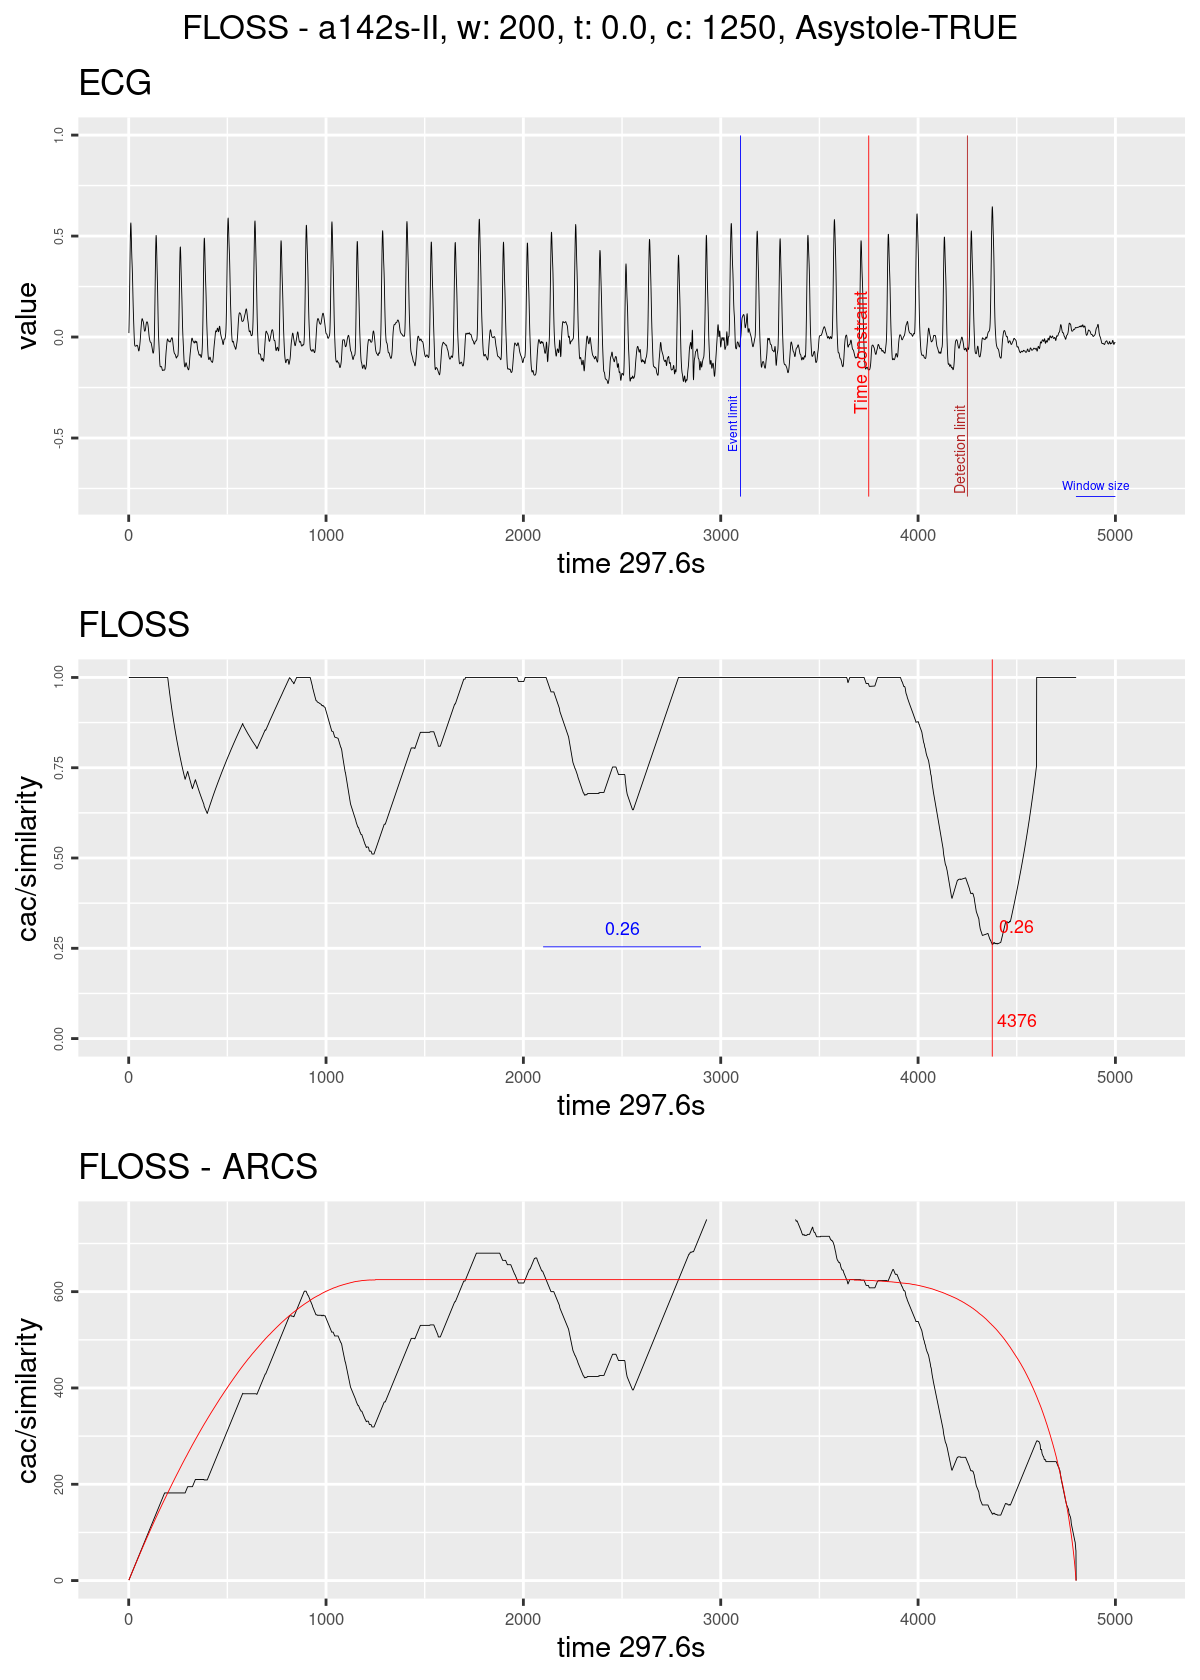 FLOSS - a142s-II, w: 200, t: 0.0, c: 1250, Asystole-TRUE
ECG
value
1.0
0.5
0.0
-0.5
Event limit
Time constraint
Detection limit
Window size
0
1000
2000
3000
4000
5000
time 297.6s
FLOSS
cac/similarity
1.00
0.75
0.50
0.25
0.00
0.26
0.26
4376
0
1000
2000
3000
4000
5000
time 297.6s
FLOSS - ARCS
cac/similarity
600
400
200
0
0
1000
2000
3000
4000
5000
time 297.6s